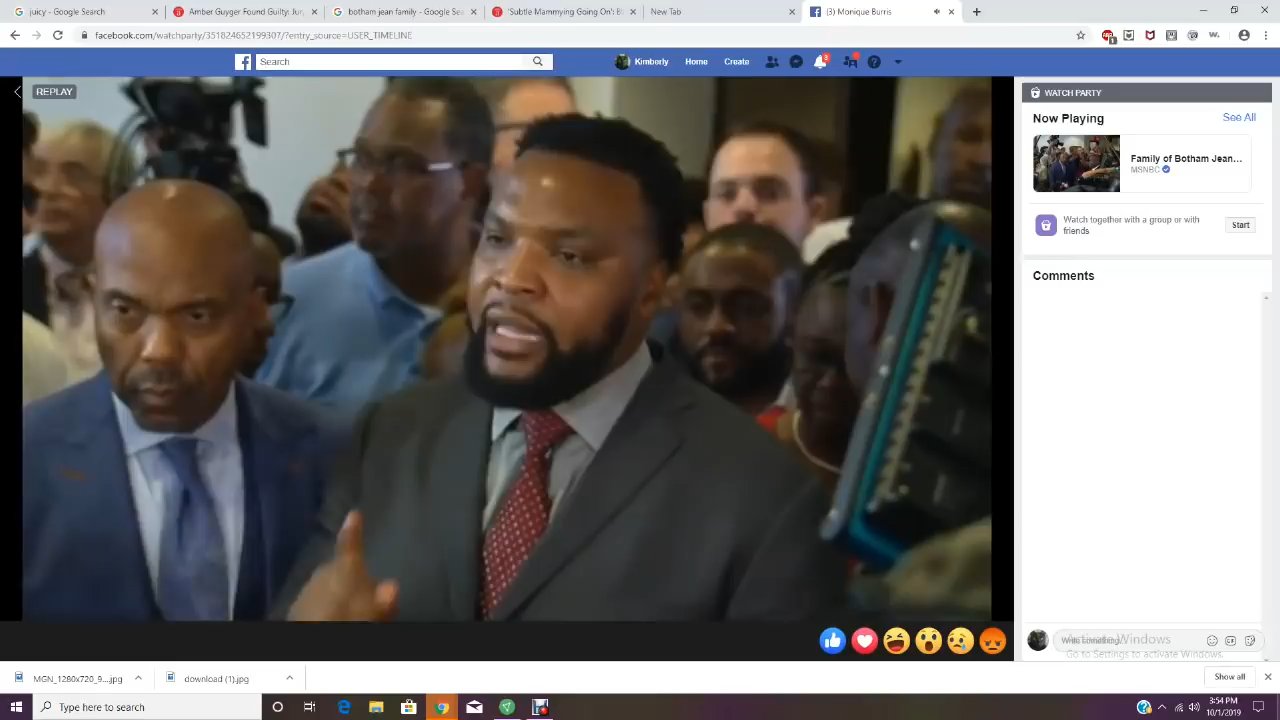 juicy - Google Search
Amber Guyger Found Guilty: Jury
botham jean family - Google Sea
'Subtle Mammying Going On Bl
New Tab
(3) Monique Burris
facebook.com/watchparty/351824652199307/?entry_source=USER_TIMELINE
Search
Kimberly
Home
Create
REPLAY
WATCH PARTY
Now Playing
See All
Family of Botham Jean...
MSNBC
Watch together with a group or with
friends
Start
Comments
Write something...
Activate Windows
Go to Settings to activate Windows.
MGN_1280x720_9....jpg
download (1).jpg
Show all
Type here to search
3:54 PM
10/1/2019